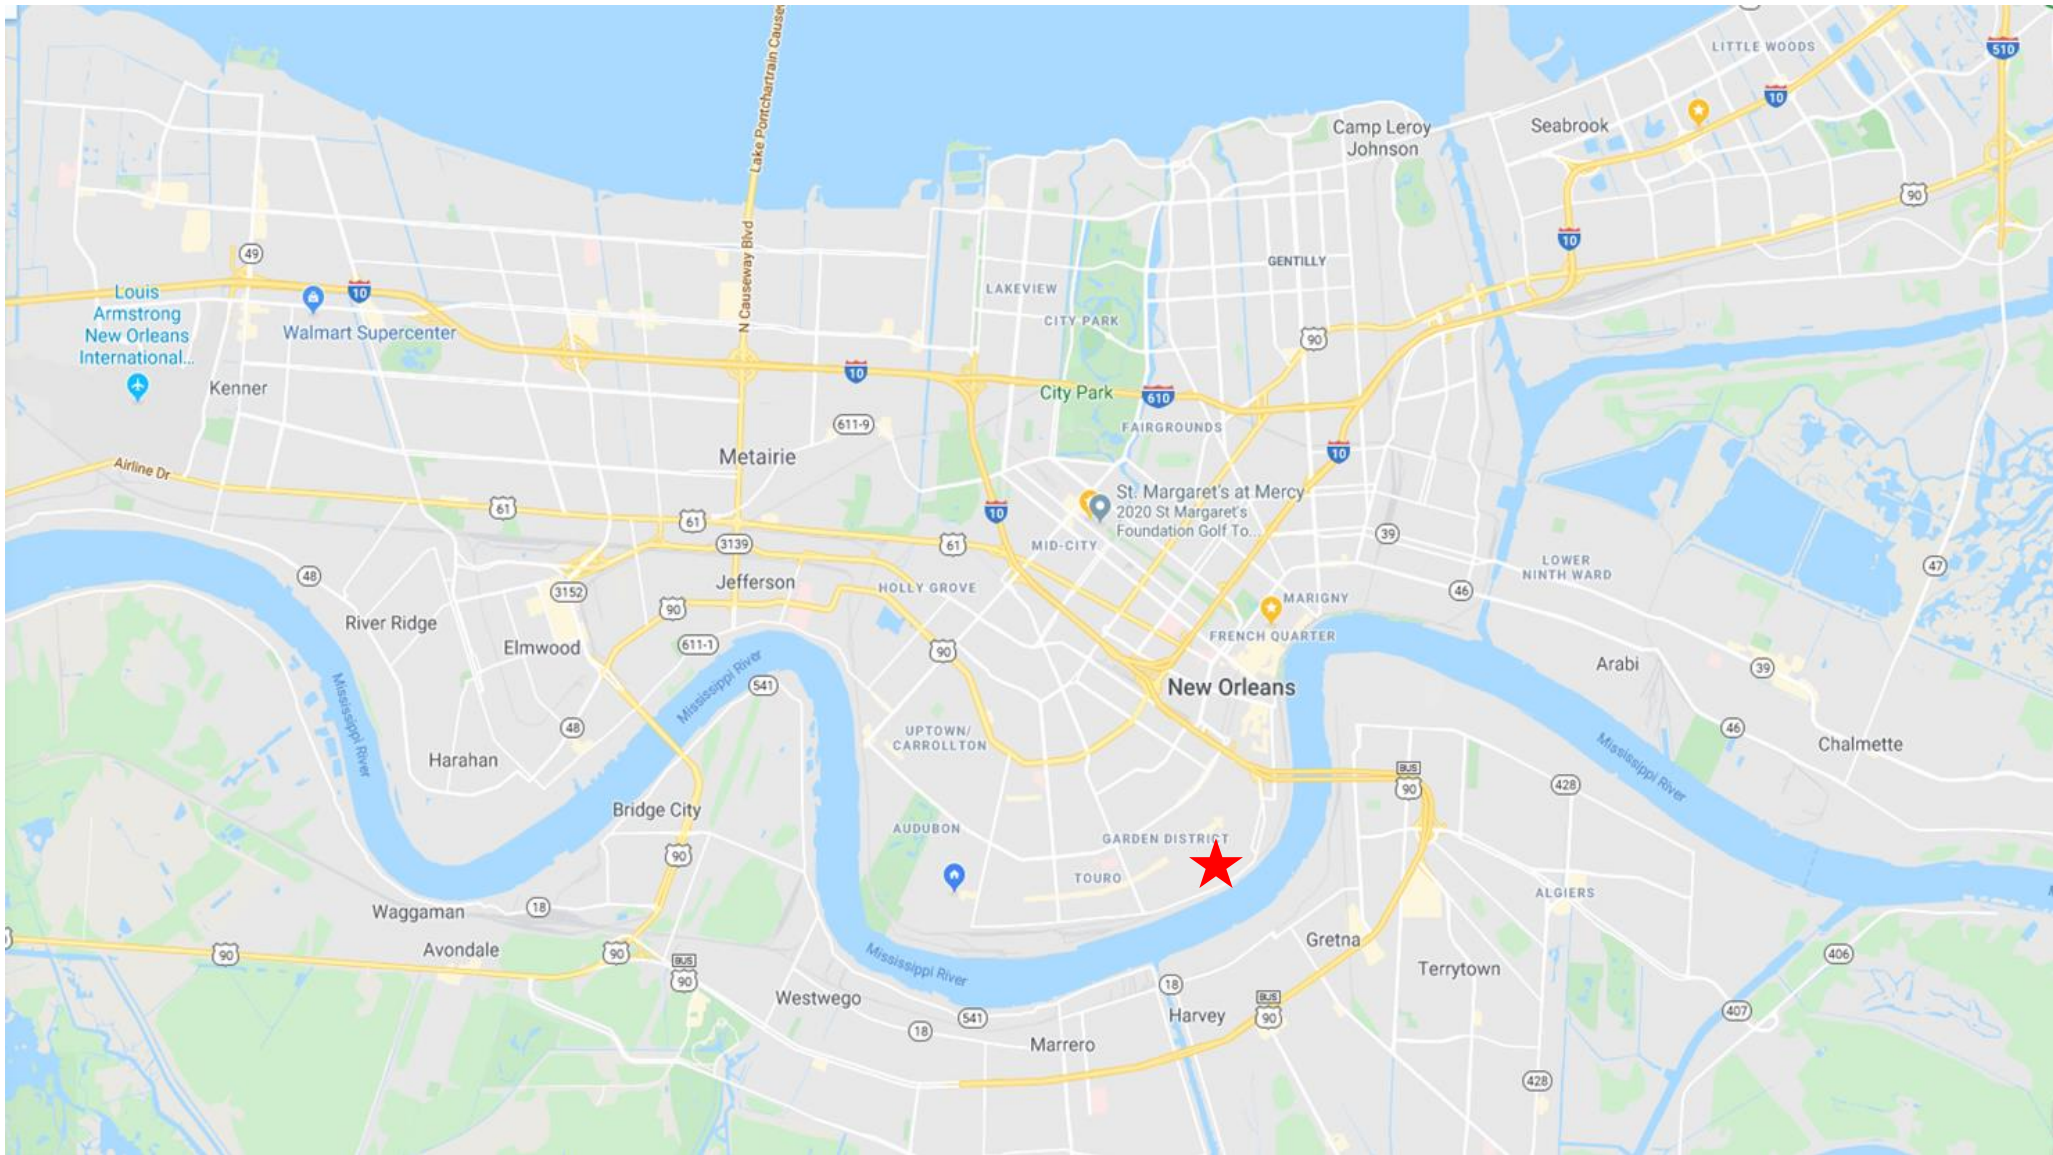 Lake Pontchartrain Causew
LITTLE WOODS
510
10
Camp Leroy
Johnson
Seabrook
90
49
N Causeway Blvd
10
GENTILLY
Louis
Armstrong
New Orleans
International...
10
Walmart Supercenter
LAKEVIEW
CITY PARK
90
Kenner
10
City Park
610
611-9
FAIRGROUNDS
Metairie
10
Airline Dr
61
61
10
St. Margaret's at Mercy
2020 St Margaret's
Foundation Golf To...
3139
61
MID-CITY
39
LOWER
NINTH WARD
47
48
3152
Jefferson
HOLLY GROVE
46
MARIGNY
90
River Ridge
FRENCH QUARTER
Elmwood
611-1
90
Arabi
39
Mississippi River
Mississippi River
541
New Orleans
48
UPTOWN/
CARROLLTON
46
Mississippi River
Chalmette
Harahan
BUS
90
428
Bridge City
AUDUBON
GARDEN DISTRICT
90
TOURO
ALGIERS
Waggaman
18
Avondale
90
90
Mississippi River
Gretna
406
Terrytown
BUS
90
Westwego
18
BUS
90
407
541
18
Harvey
Marrero
428